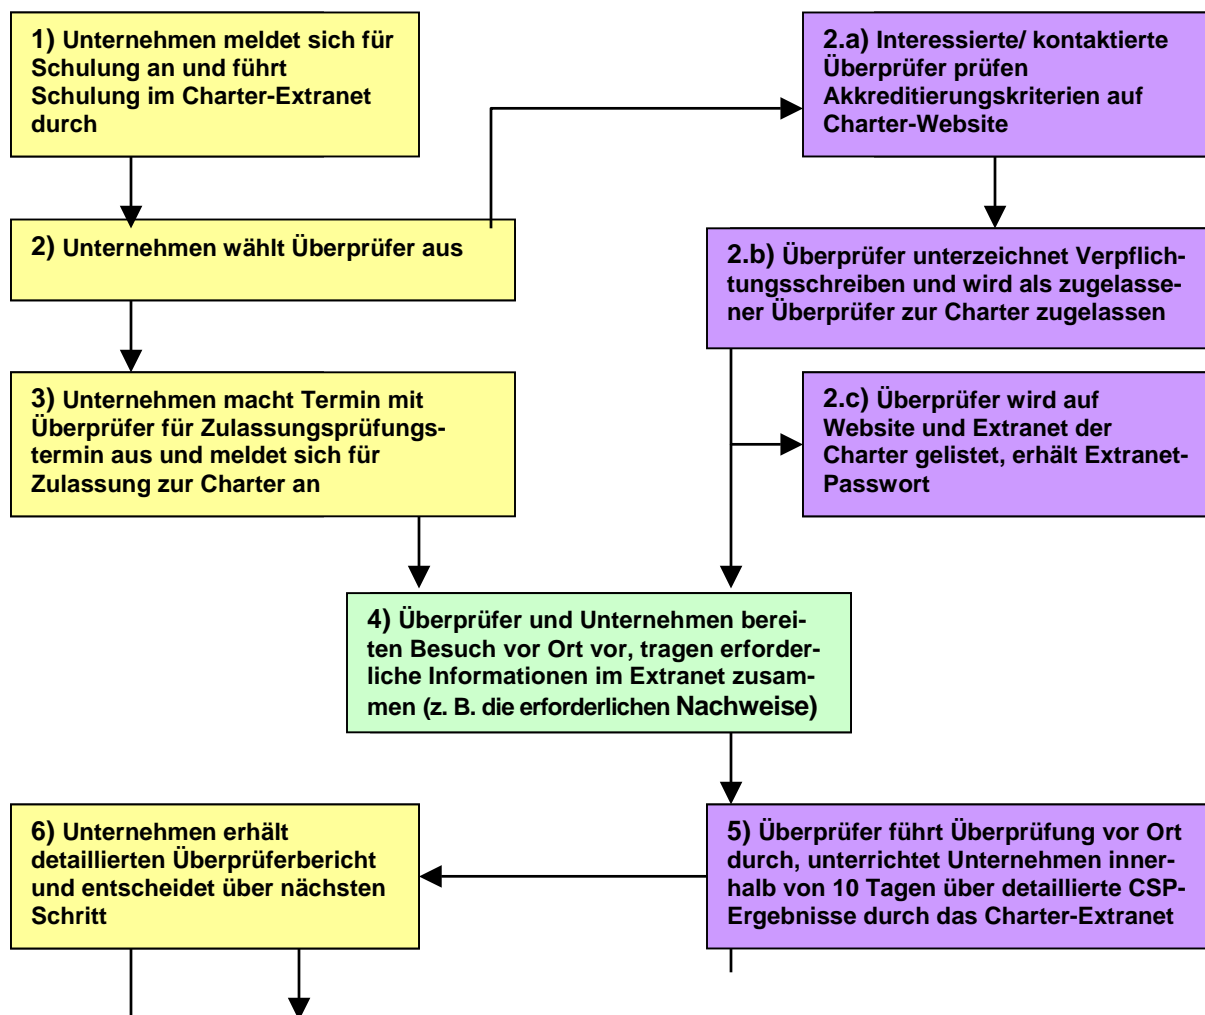 1) Unternehmen meldet sich für
Schulung an und führt
Schulung im Charter-Extranet
durch
2.a) Interessierte/ kontaktierte
Überprüfer prüfen
Akkreditierungskriterien auf
Charter-Website
2) Unternehmen wählt Überprüfer aus
2.b) Überprüfer unterzeichnet Verpflich-
tungsschreiben und wird als zugelasse-
ner Überprüfer zur Charter zugelassen
3) Unternehmen macht Termin mit
Überprüfer für Zulassungsprüfungs-
termin aus und meldet sich für
Zulassung zur Charter an
2.c) Überprüfer wird auf
Website und Extranet der
Charter gelistet, erhält Extranet-
Passwort
4) Überprüfer und Unternehmen berei-
ten Besuch vor Ort vor, tragen erforder-
liche Informationen im Extranet zusam-
men (z. B. die erforderlichen Nachweise)
6) Unternehmen erhält
detaillierten Überprüferbericht
und entscheidet über nächsten
Schritt
5) Überprüfer führt Überprüfung vor Ort
durch, unterrichtet Unternehmen inner-
halb von 10 Tagen über detaillierte CSP-
Ergebnisse durch das Charter-Extranet